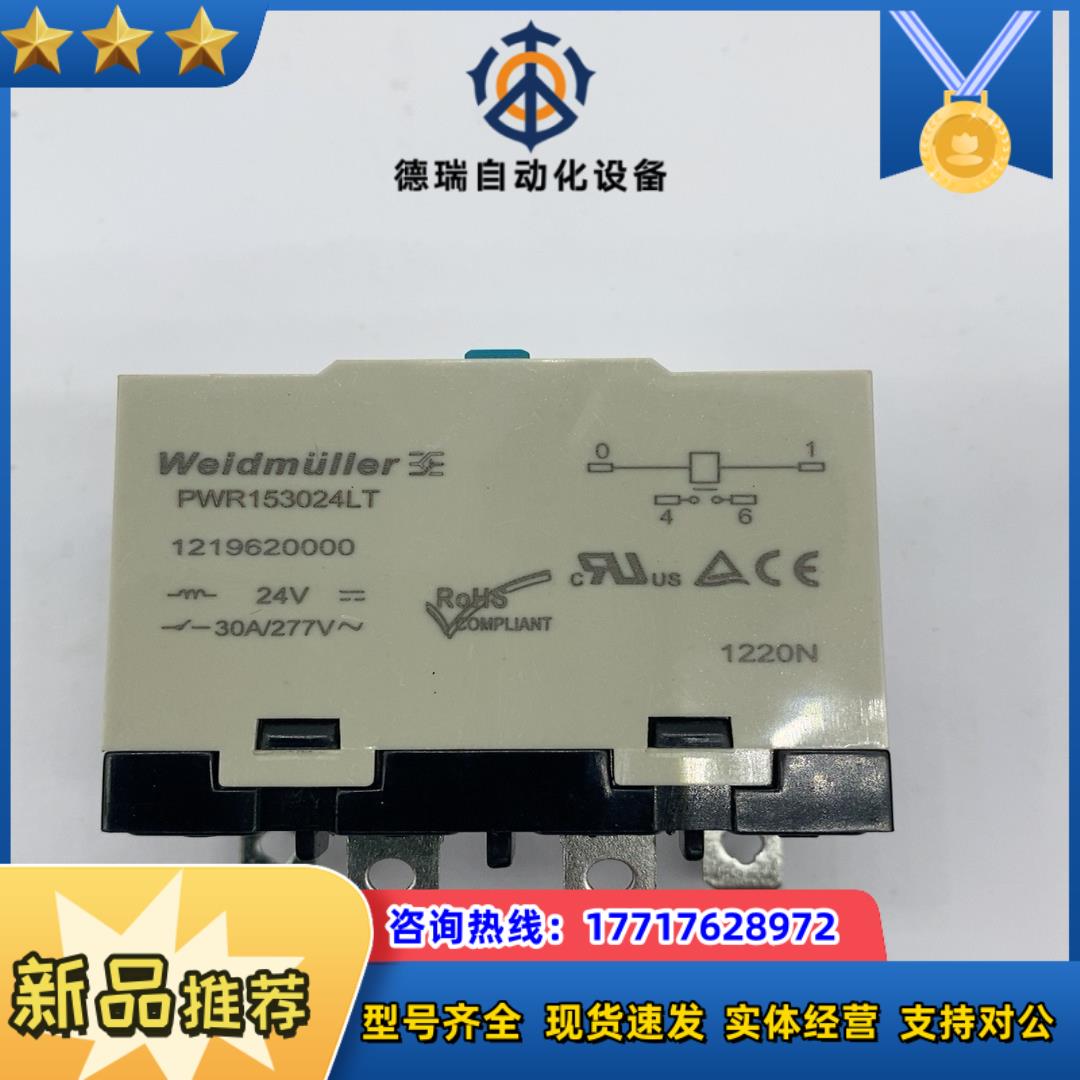 德瑞自动化设备
Weidmüller
PWR153024LT
1219620000
24V
30A/277V~
0 1
4 6
RoHS
COMPLIANT
C US CE
1220N
咨询热线：17717628972
新品推荐
型号齐全 现货速发 实体经营 支持对公